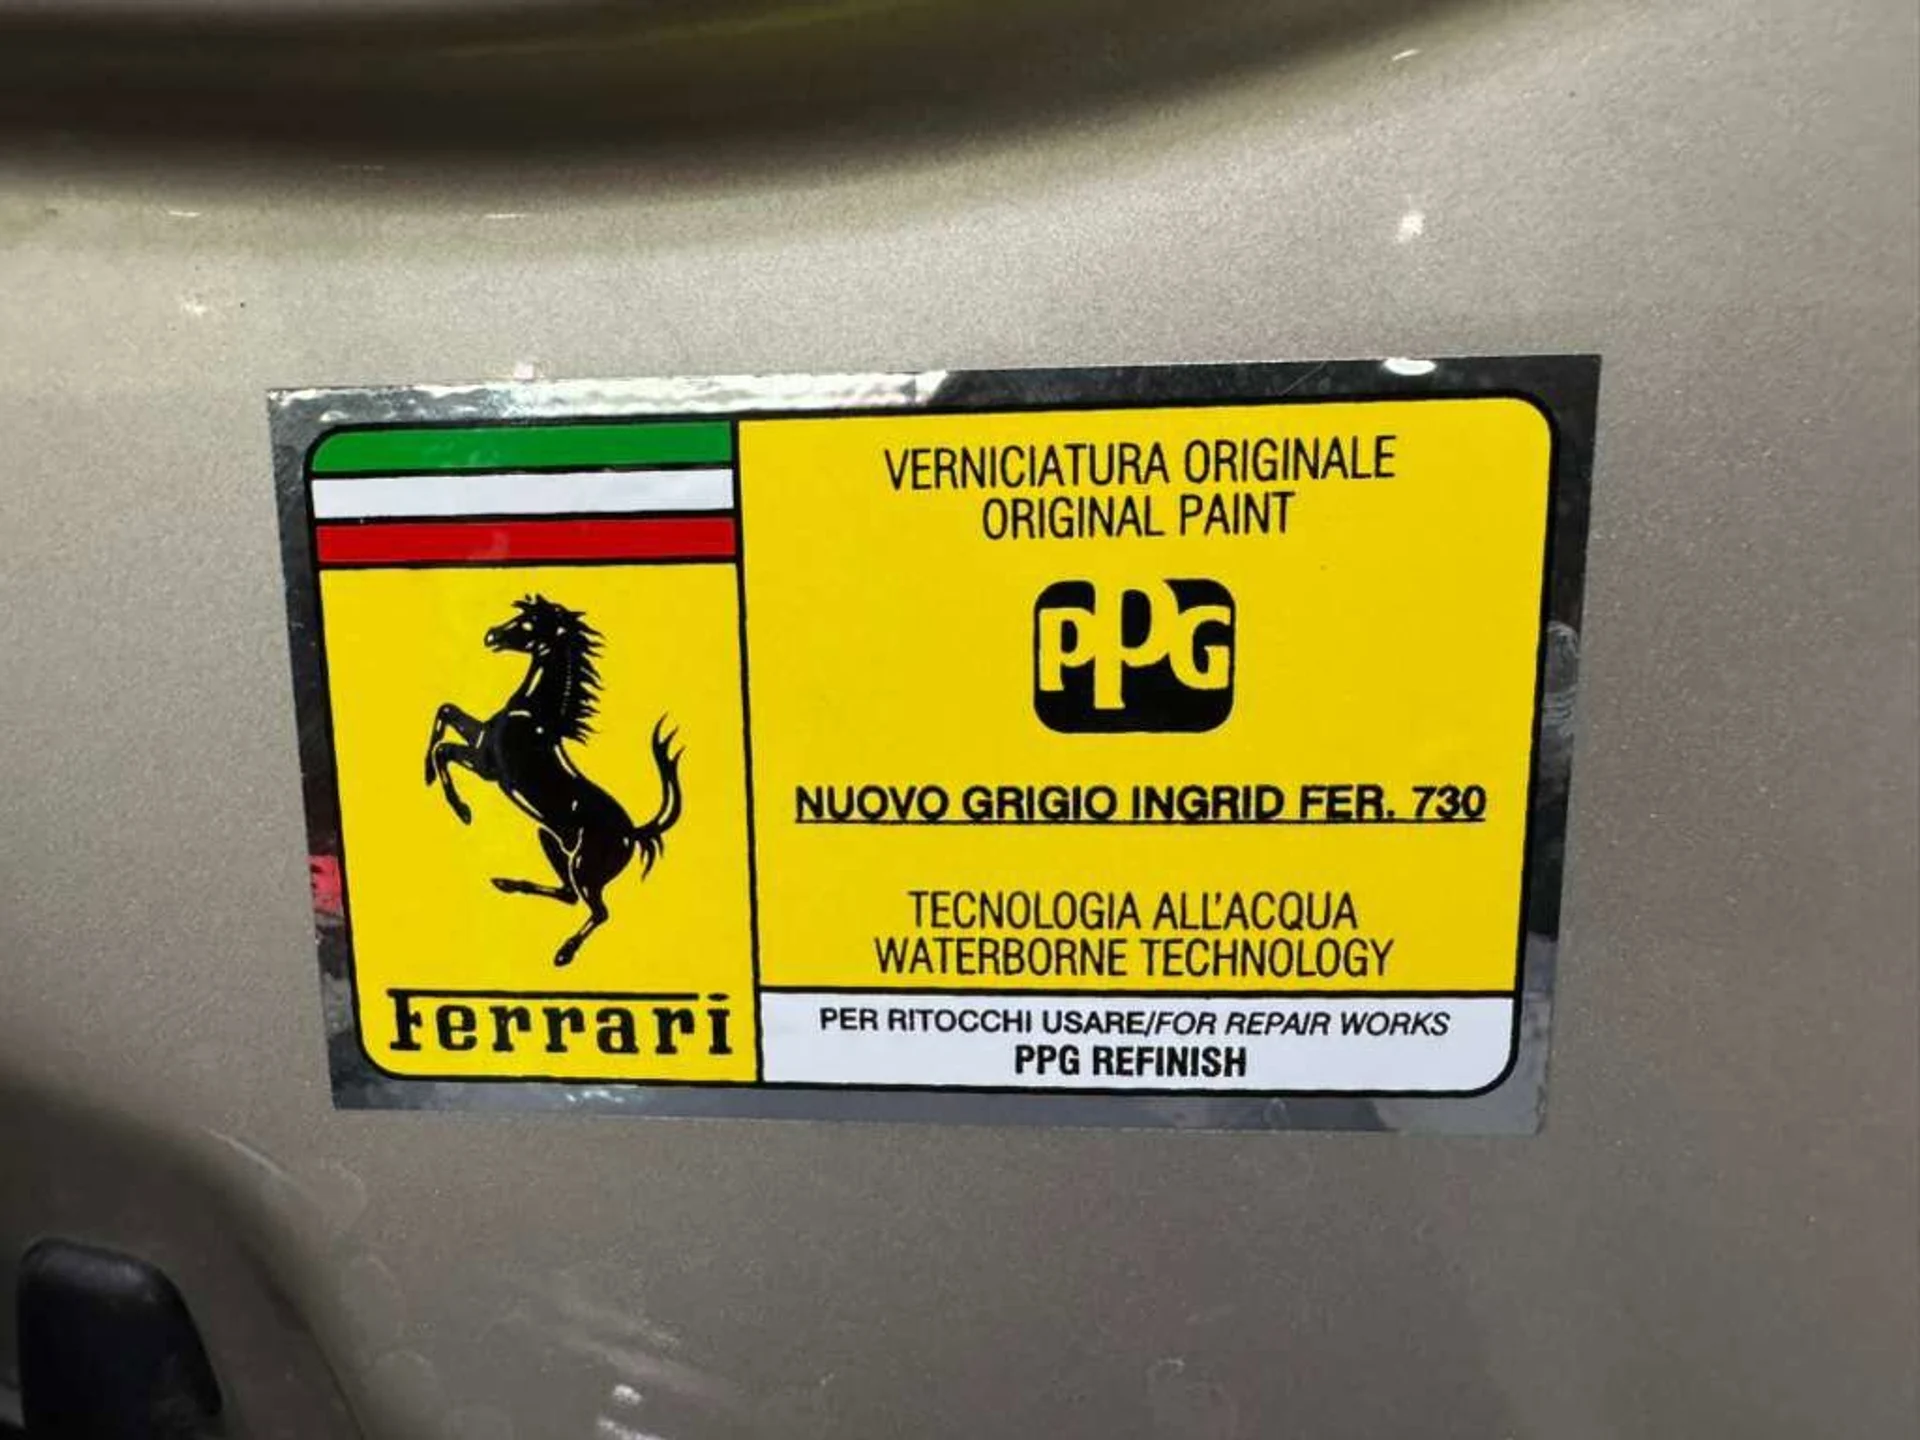 VERNICIATURA ORIGINALE
ORIGINAL PAINT
PPG
NUOVO GRIGIO INGRID FER. 730
TECNOLOGIA ALL'ACQUA
WATERBORNE TECHNOLOGY
Ferrari
PER RITOCCHI USARE/FOR REPAIR WORKS
PPG REFINISH